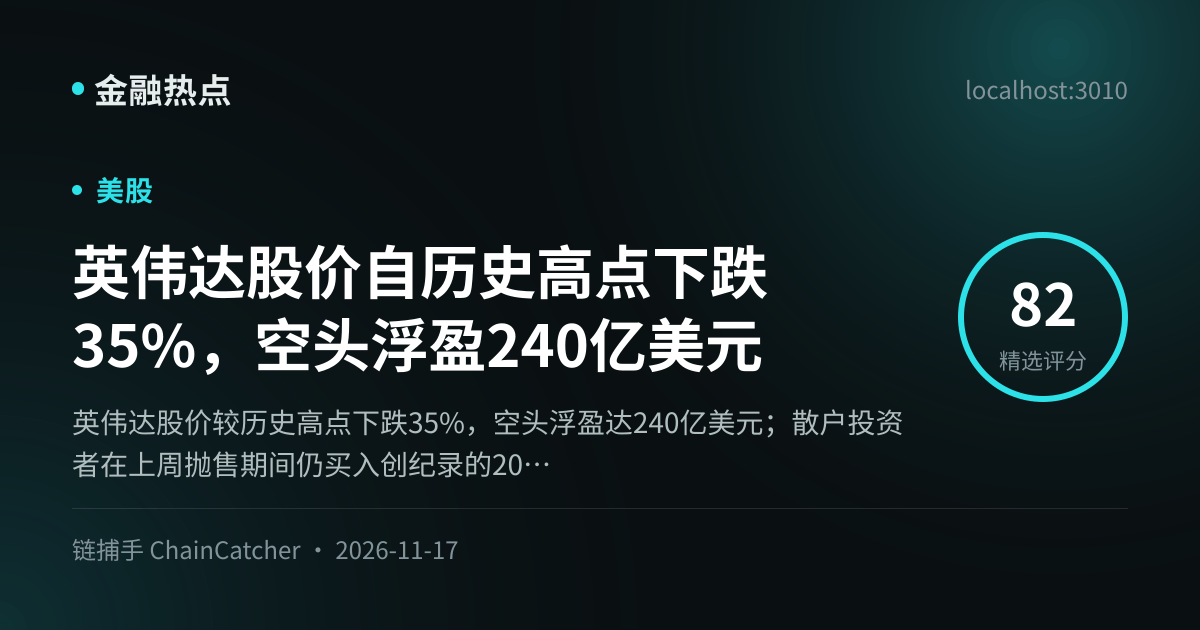 金融热点
localhost:3010
美股
英伟达股价自历史高点下跌
35%，空头浮盈240亿美元
82
精选评分
英伟达股价较历史高点下跌35%，空头浮盈达240亿美元；散户投资
者在上周抛售期间仍买入创纪录的20…
链捕手 ChainCatcher • 2026-11-17